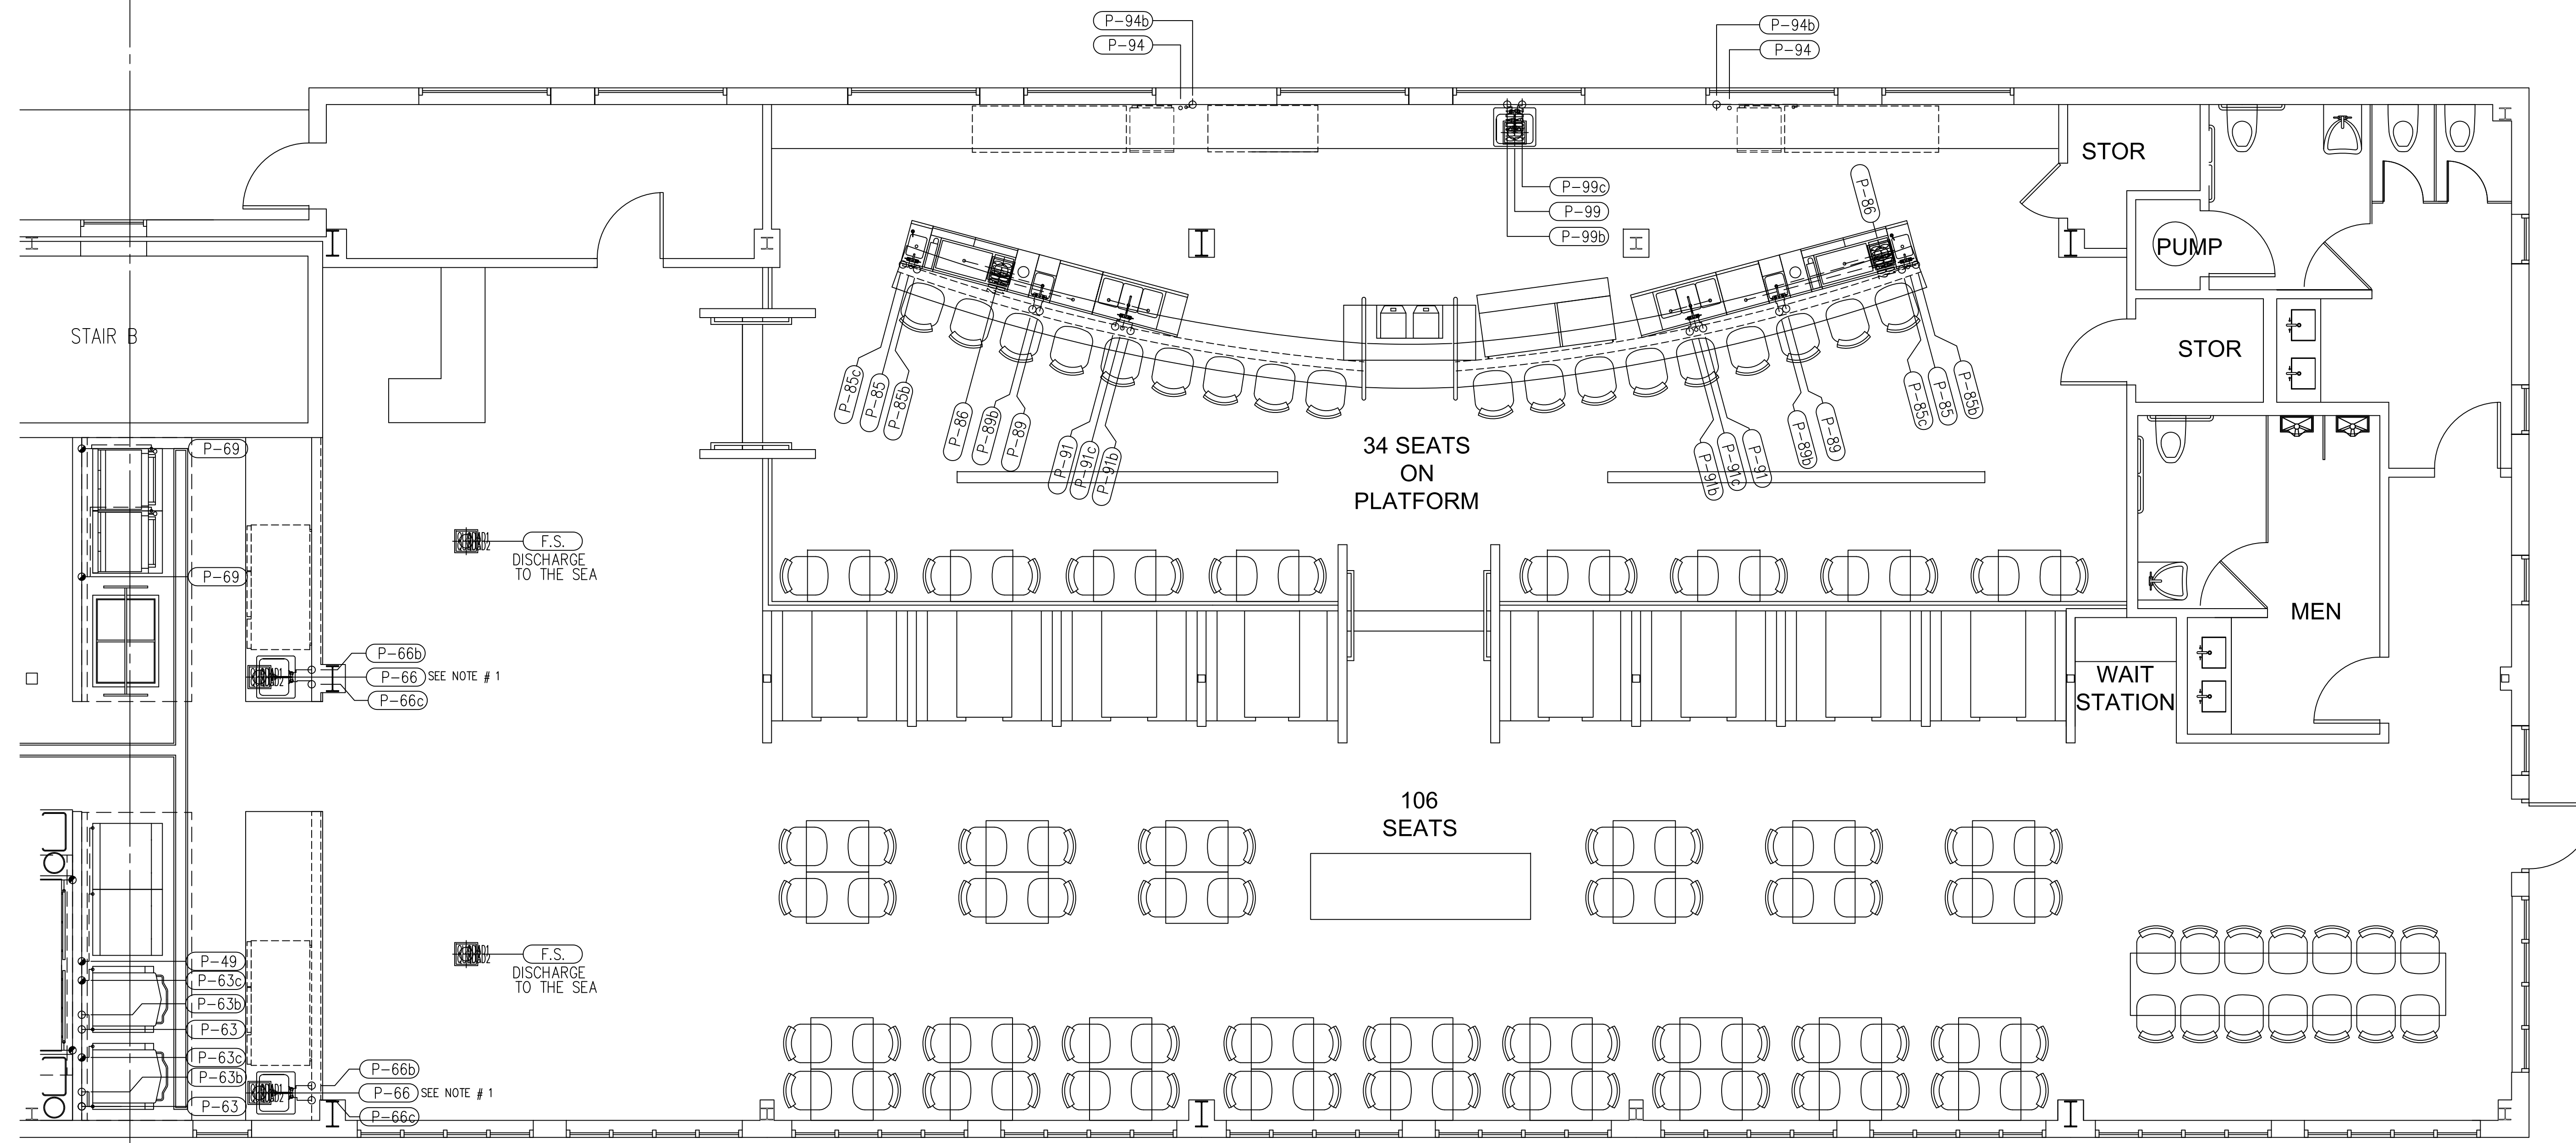 P-94b
P-94
P-94b
P-94
STOR
P-99c
P-99
P-99b
P-86
PUMP
STAIR B
STOR
P-85c
P-85
P-85b
P-86
P-89b
P-89
P-91
P-91c
P-91b
P-91b
P-91c
P-91
P-89b
P-89
P-85c
P-85
P-85b
34 SEATS
ON
PLATFORM
P-69
F.S.
DISCHARGE
TO THE SEA
P-69
MEN
P-66b
P-66 SEE NOTE # 1
P-66c
WAIT
STATION
106
SEATS
F.S.
DISCHARGE
TO THE SEA
P-49
P-63c
P-63b
P-63
P-63c
P-63b
P-63
P-66b
P-66 SEE NOTE # 1
P-66c